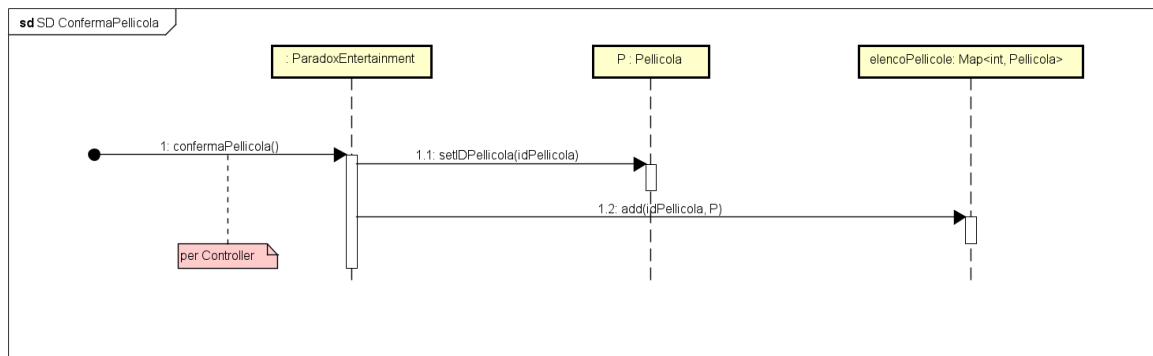 sd SD ConfermaPellicola
: ParadoxEntertainment
P : Pellicola
elencoPellicole: Map<int, Pellicola>
1: confermaPellicola()
1.1: setIDPellicola(idPellicola)
1.2: add(idPellicola, P)
per Controller